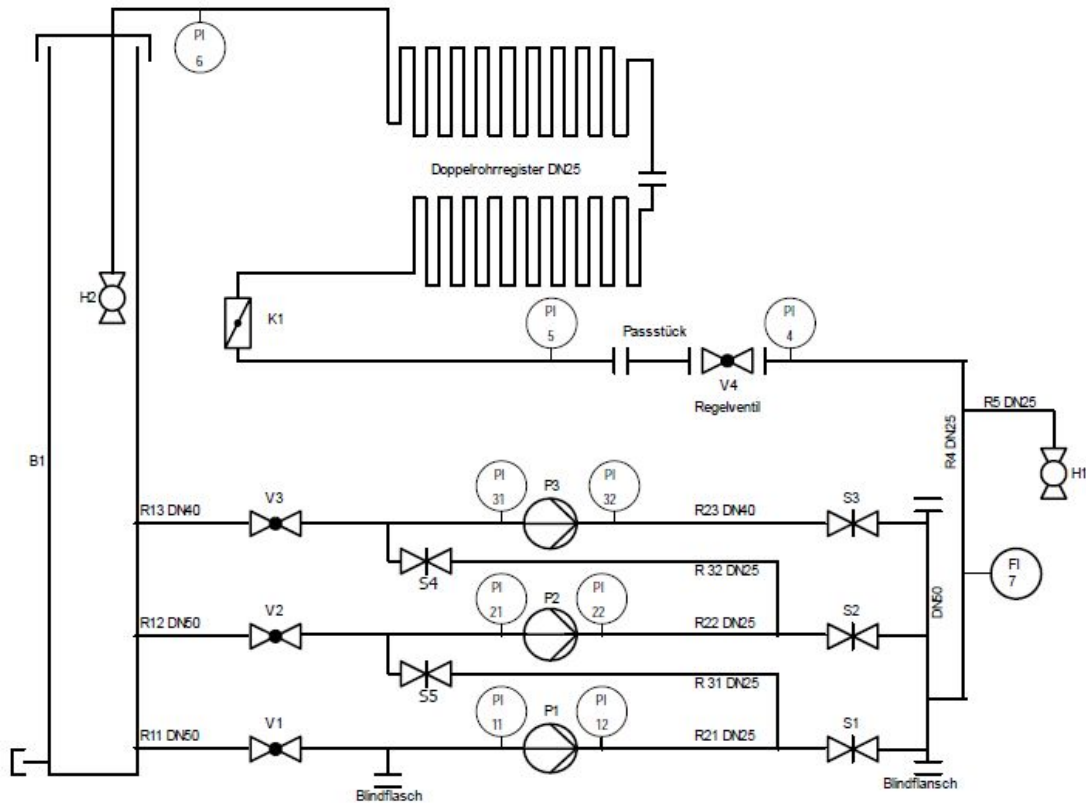 PI
6
Doppelrohrregister DN25
H2
K1
PI
5
Passstück
PI
4
V4
Regelventil
R5 DN25
R4 DN25
H1
B1
R13 DN40
V3
PI
31
P3
PI
32
R23 DN40
S3
S4
R 32 DN25
FI
7
DN50
R12 DN50
V2
PI
21
P2
PI
22
R22 DN25
S2
S5
R 31 DN25
R11 DN50
V1
PI
11
P1
PI
12
R21 DN25
S1
Blindflasch
Blindflansch